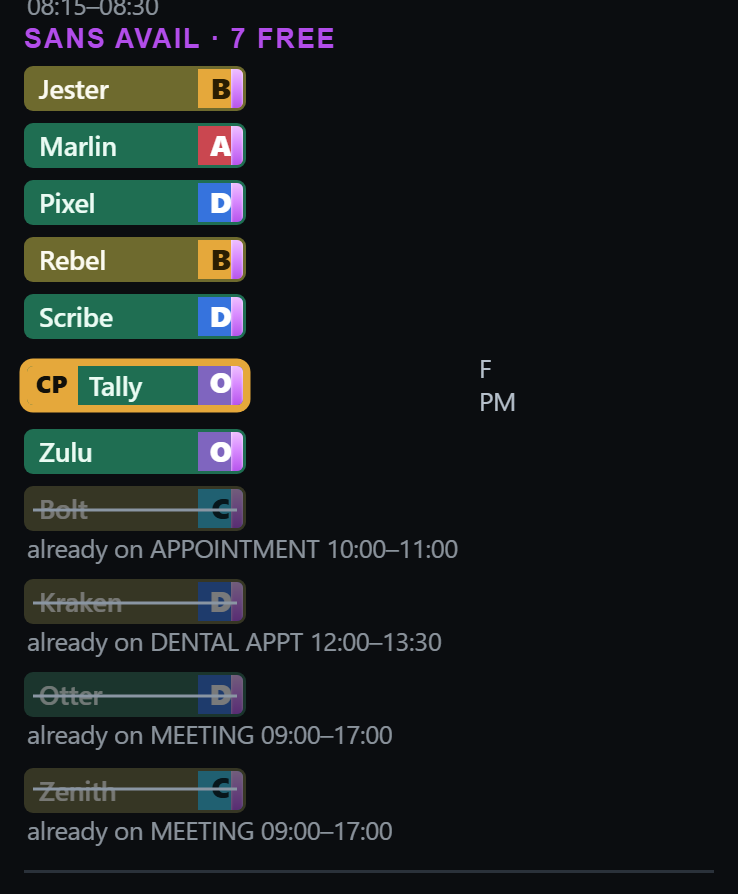 08:15–08:30
SANS AVAIL · 7 FREE
Jester B
Marlin A
Pixel D
Rebel B
Scribe D
CP Tally O
F
PM
Zulu O
Bolt C
already on APPOINTMENT 10:00–11:00
Kraken D
already on DENTAL APPT 12:00–13:30
Otter D
already on MEETING 09:00–17:00
Zenith C
already on MEETING 09:00–17:00